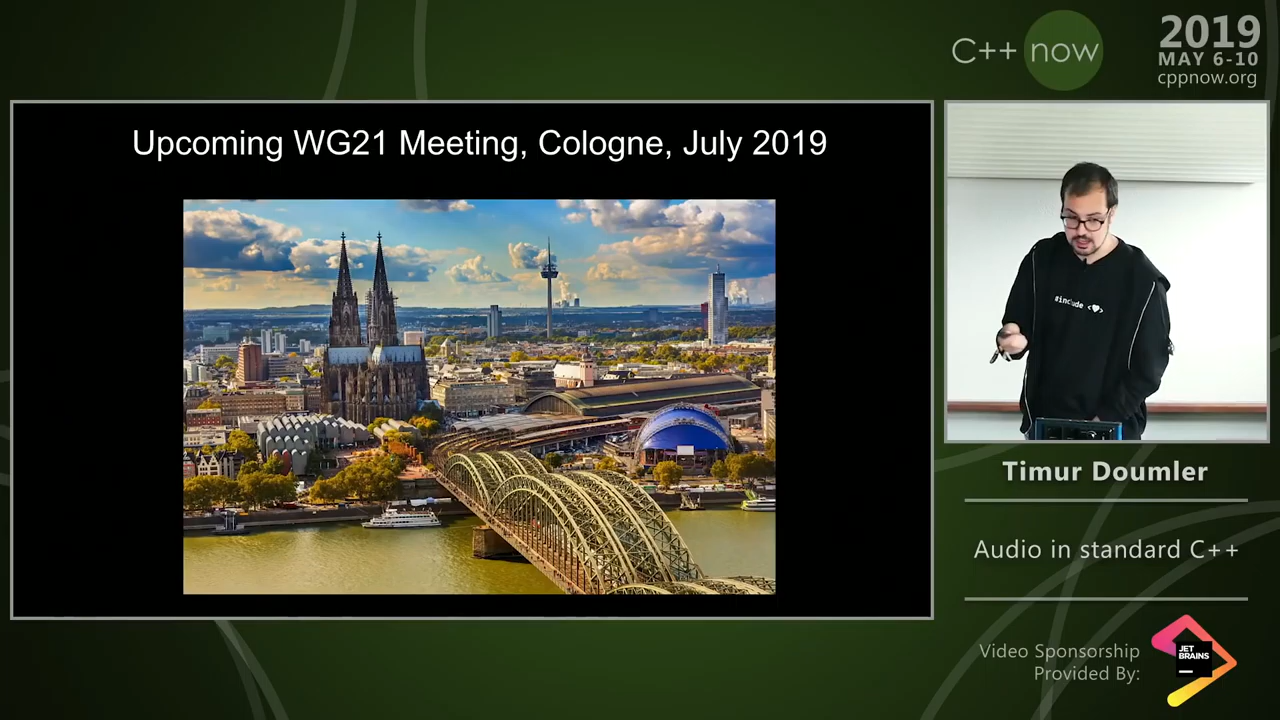 C++ now
2019
MAY 6-10
cppnow.org
Upcoming WG21 Meeting, Cologne, July 2019
#include <♥>
Timur Doumler
Audio in standard C++
Video Sponsorship
Provided By:
JET
BRAINS